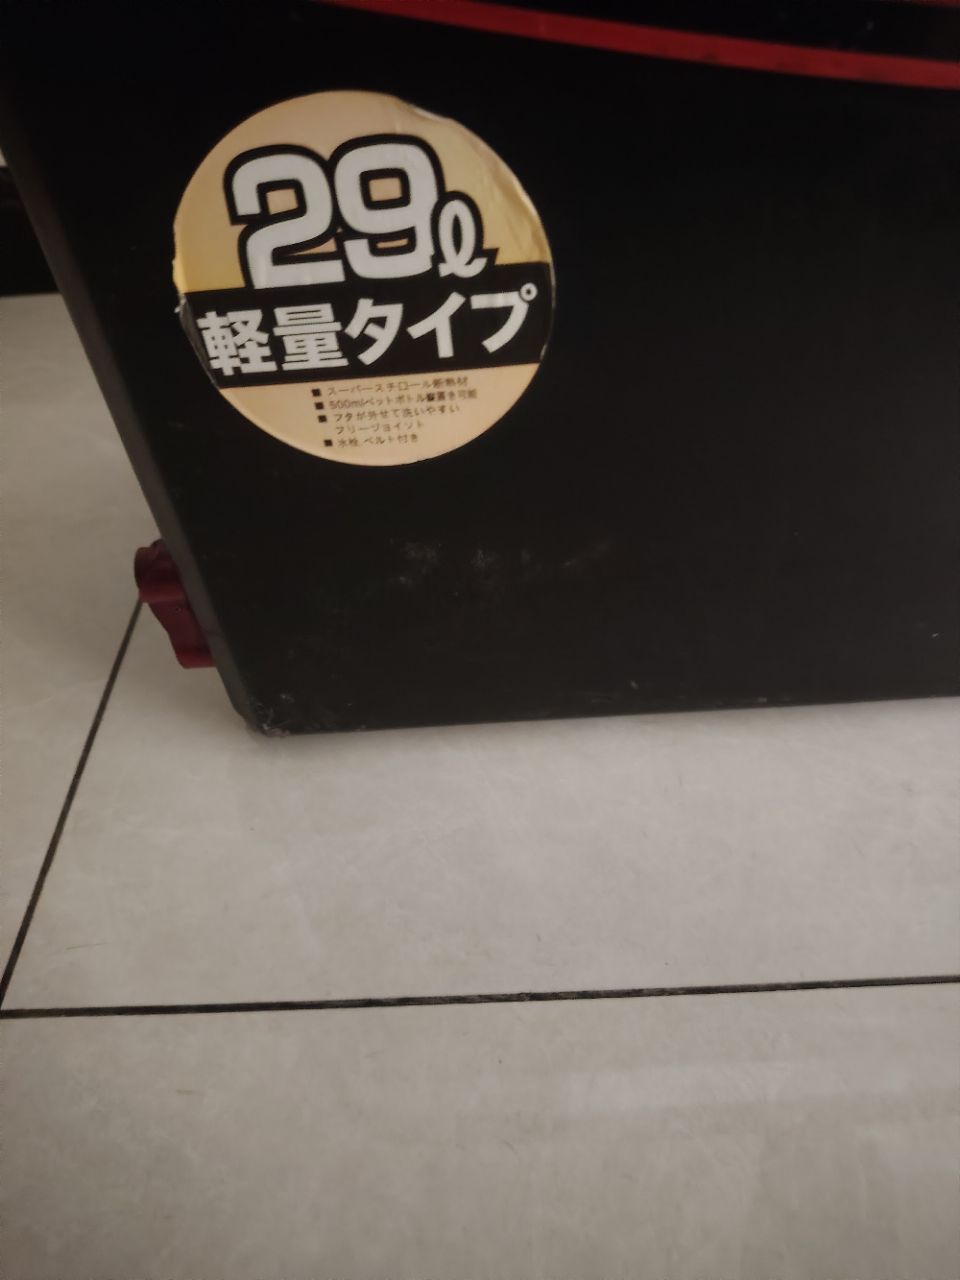 29ℓ
軽量タイプ
■ スーパースチロール断熱材
■ 500mlペットボトル縦置き可能
■ フタが外せて洗いやすい
フリージョイント
■ 水栓、ベルト付き